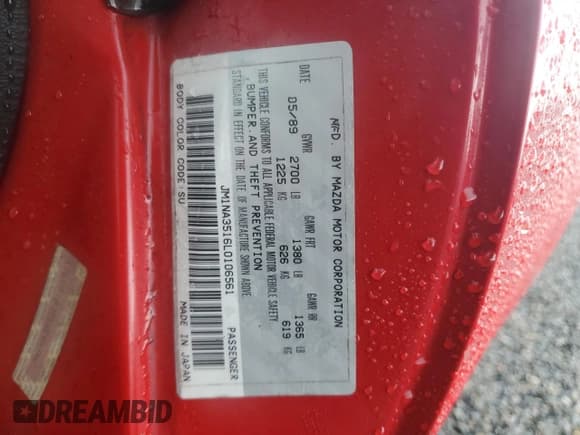 MFD. BY MAZDA MOTOR CORPORATION
DATE 05/89 GVWR 2700 LB GAWR FRT 1380 LB GAWR RR 1365 LB
1225 KG 626 KG 619 KG
THIS VEHICLE CONFORMS TO ALL APPLICABLE FEDERAL MOTOR VEHICLE SAFETY
, BUMPER. AND THEFT PREVENTION
STANDARDS IN EFFECT ON THE DATE OF MANUFACTURE SHOWN ABOVE.
JM1NA3516L0106561 PASSENGER
BODY COLOR CODE: SU MADE IN JAPAN
DREAMBID